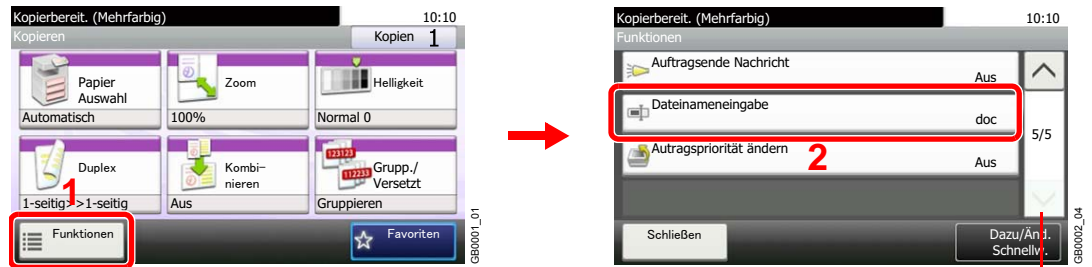 Kopierbereit. (Mehrfarbig)
10:10
Kopieren
Kopien 1
Papier
Auswahl
Automatisch
Zoom
100%
Helligkeit
Normal 0
Duplex
1
1-seitig>>1-seitig
Kombi-
nieren
Aus
123123
112233
Grupp./
Versetzt
Gruppieren
Funktionen
Favoriten
GB0001_01
Kopierbereit. (Mehrfarbig)
10:10
Funktionen
Auftragsende Nachricht
Aus
Dateinameneingabe
doc
5/5
Autragspriorität ändern
2
Aus
Schließen
Dazu/Änd.
Schnellw.
GB0002_04